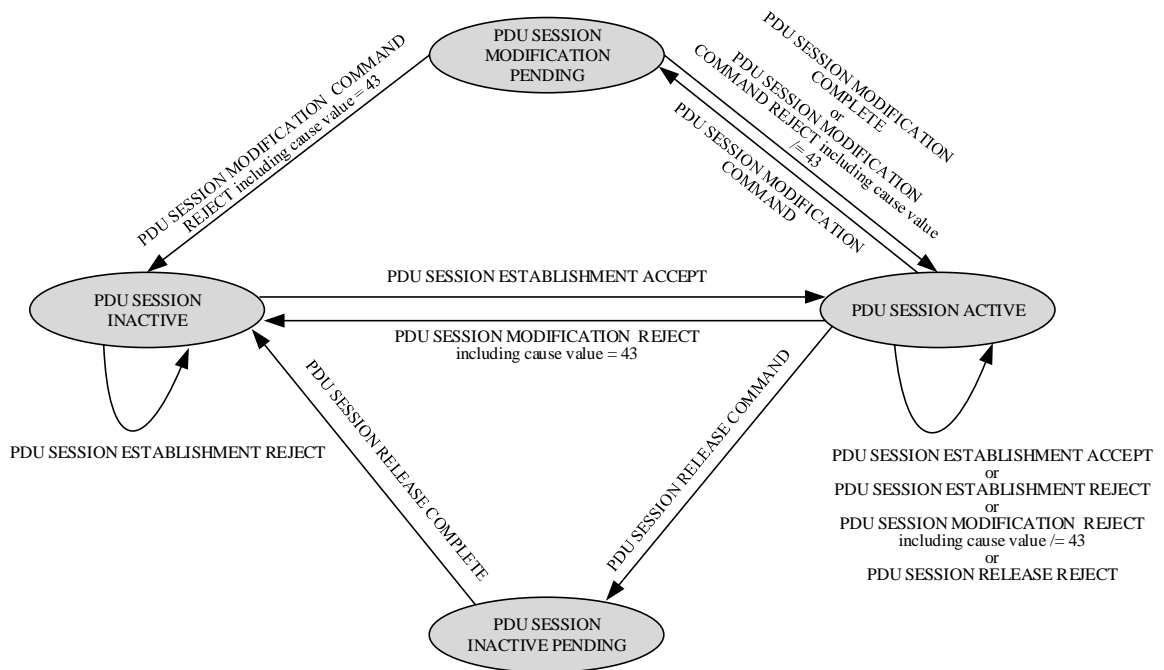 PDU SESSION
MODIFICATION
PENDING
PDU SESSION MODIFICATION COMMAND
REJECT including cause value = 43
PDU SESSION MODIFICATION
COMPLETE
or
PDU SESSION MODIFICATION
COMMAND REJECT including cause value
/= 43
PDU SESSION MODIFICATION
COMMAND
PDU SESSION
INACTIVE
PDU SESSION ESTABLISHMENT ACCEPT
PDU SESSION MODIFICATION REJECT
including cause value = 43
PDU SESSION ACTIVE
PDU SESSION ESTABLISHMENT REJECT
PDU SESSION RELEASE COMPLETE
PDU SESSION RELEASE COMMAND
PDU SESSION ESTABLISHMENT ACCEPT
or
PDU SESSION ESTABLISHMENT REJECT
or
PDU SESSION MODIFICATION REJECT
including cause value /= 43
or
PDU SESSION RELEASE REJECT
PDU SESSION
INACTIVE PENDING